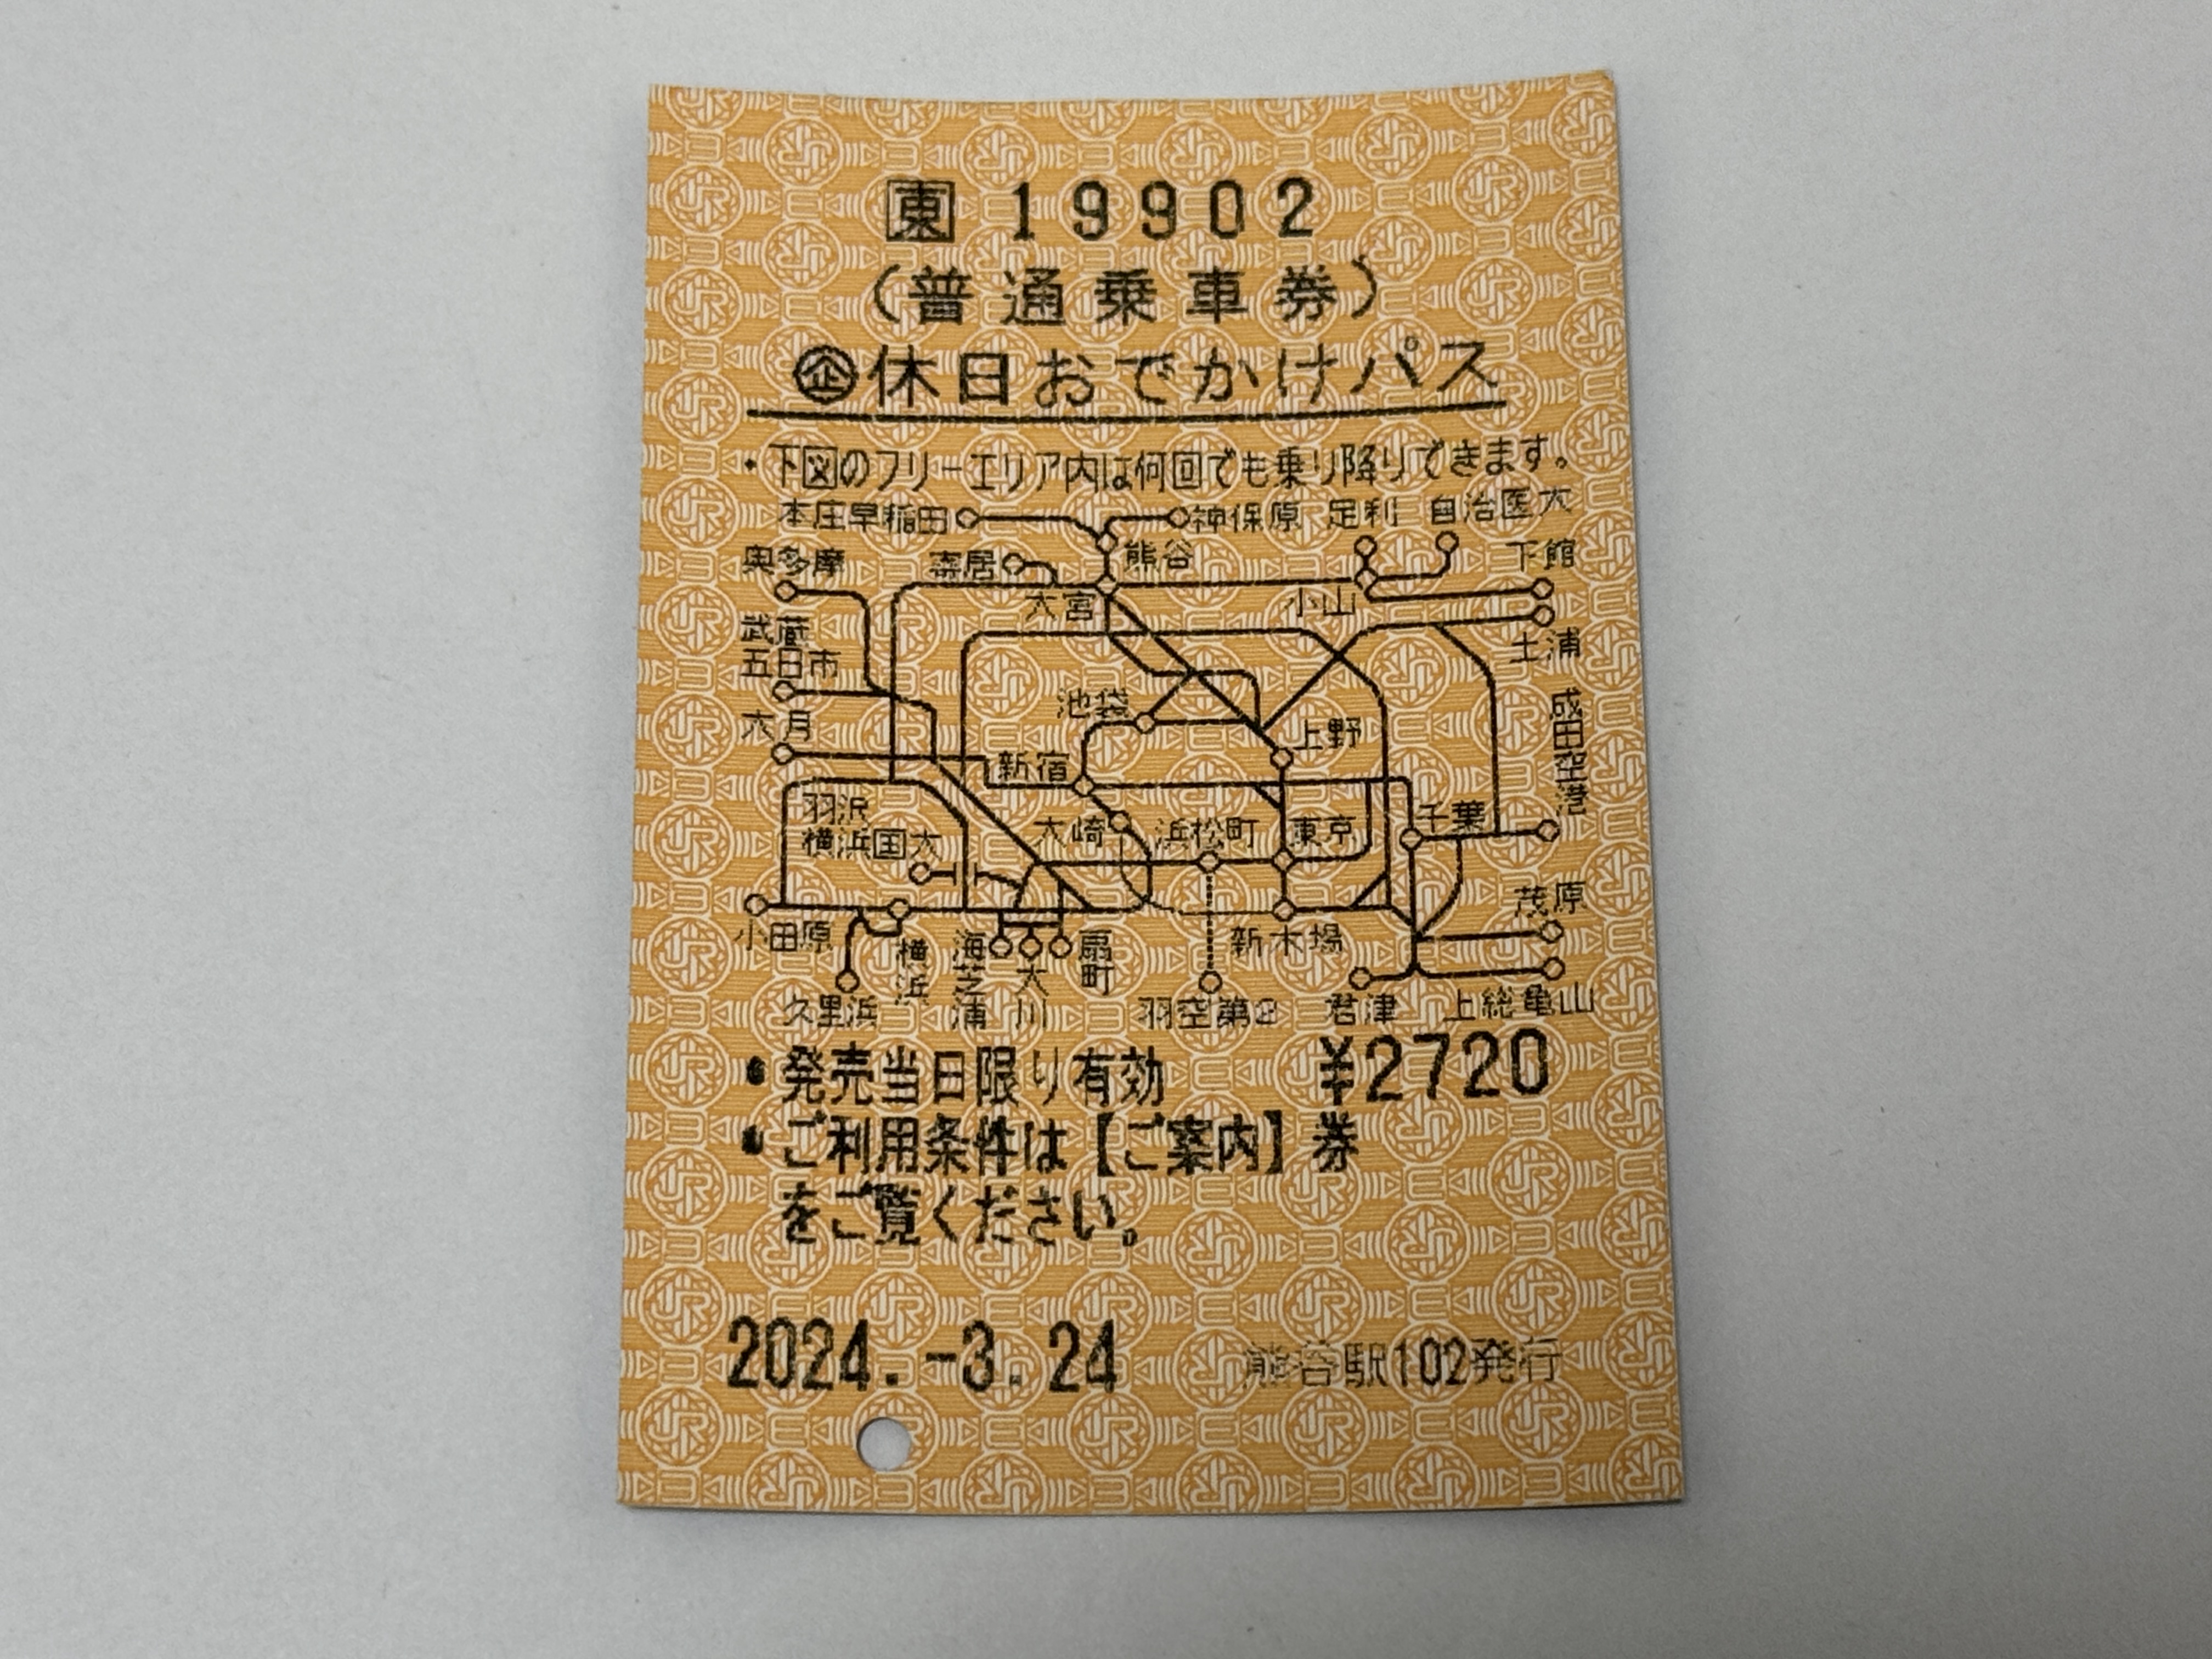 東 19902
(普通乗車券)
企休日おでかけパス
・下図のフリーエリア内は何回でも乗り降りできます。
本庄早稲田 神保原 足利 自治医大
奥多摩 寄居 熊谷 下館
大宮 小山
武蔵五日市 土浦
池袋 成田空港
大月 上野
新宿
羽沢横浜国大 大崎 浜松町 東京 千葉
茂原
小田原 横浜 海芝浦 大川 扇町 新木場
久里浜 羽空第2 君津 上総亀山
・発売当日限り有効 ¥2720
・ご利用条件は【ご案内】券
をご覧ください。
2024.-3.24 熊谷駅102発行